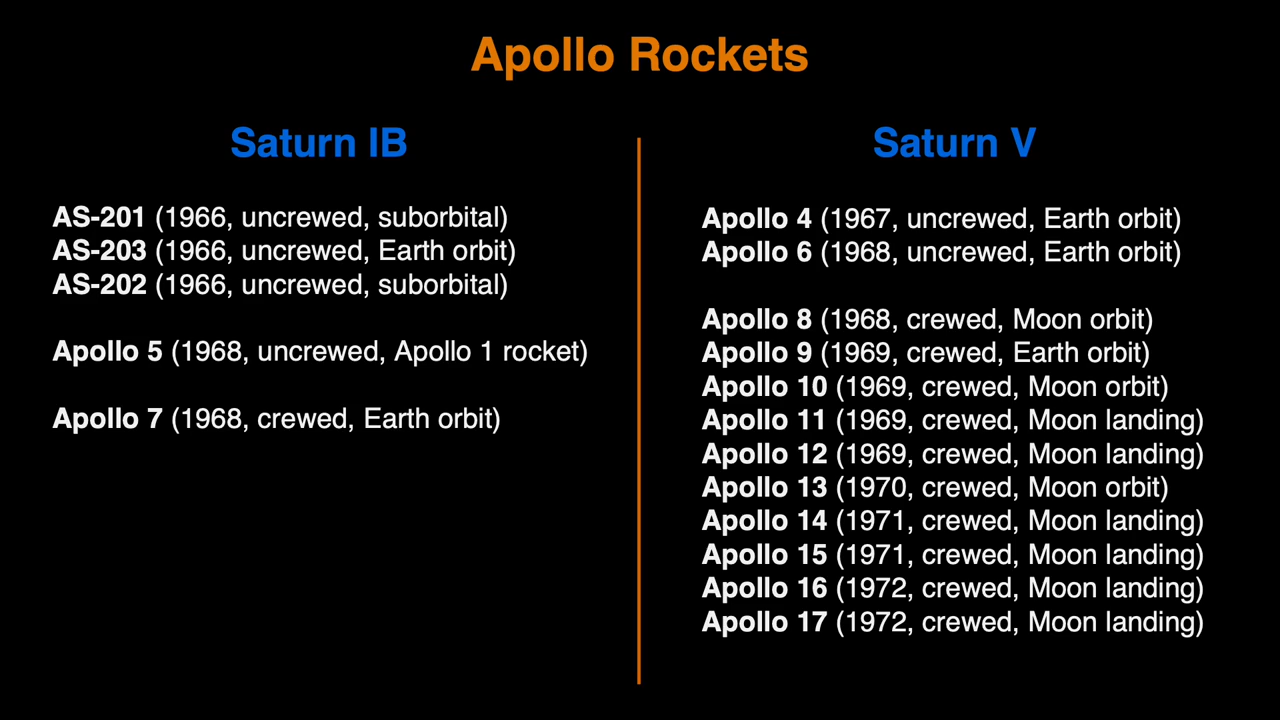 Apollo Rockets
Saturn IB
AS-201 (1966, uncrewed, suborbital)
AS-203 (1966, uncrewed, Earth orbit)
AS-202 (1966, uncrewed, suborbital)
Apollo 5 (1968, uncrewed, Apollo 1 rocket)
Apollo 7 (1968, crewed, Earth orbit)
Saturn V
Apollo 4 (1967, uncrewed, Earth orbit)
Apollo 6 (1968, uncrewed, Earth orbit)
Apollo 8 (1968, crewed, Moon orbit)
Apollo 9 (1969, crewed, Earth orbit)
Apollo 10 (1969, crewed, Moon orbit)
Apollo 11 (1969, crewed, Moon landing)
Apollo 12 (1969, crewed, Moon landing)
Apollo 13 (1970, crewed, Moon orbit)
Apollo 14 (1971, crewed, Moon landing)
Apollo 15 (1971, crewed, Moon landing)
Apollo 16 (1972, crewed, Moon landing)
Apollo 17 (1972, crewed, Moon landing)